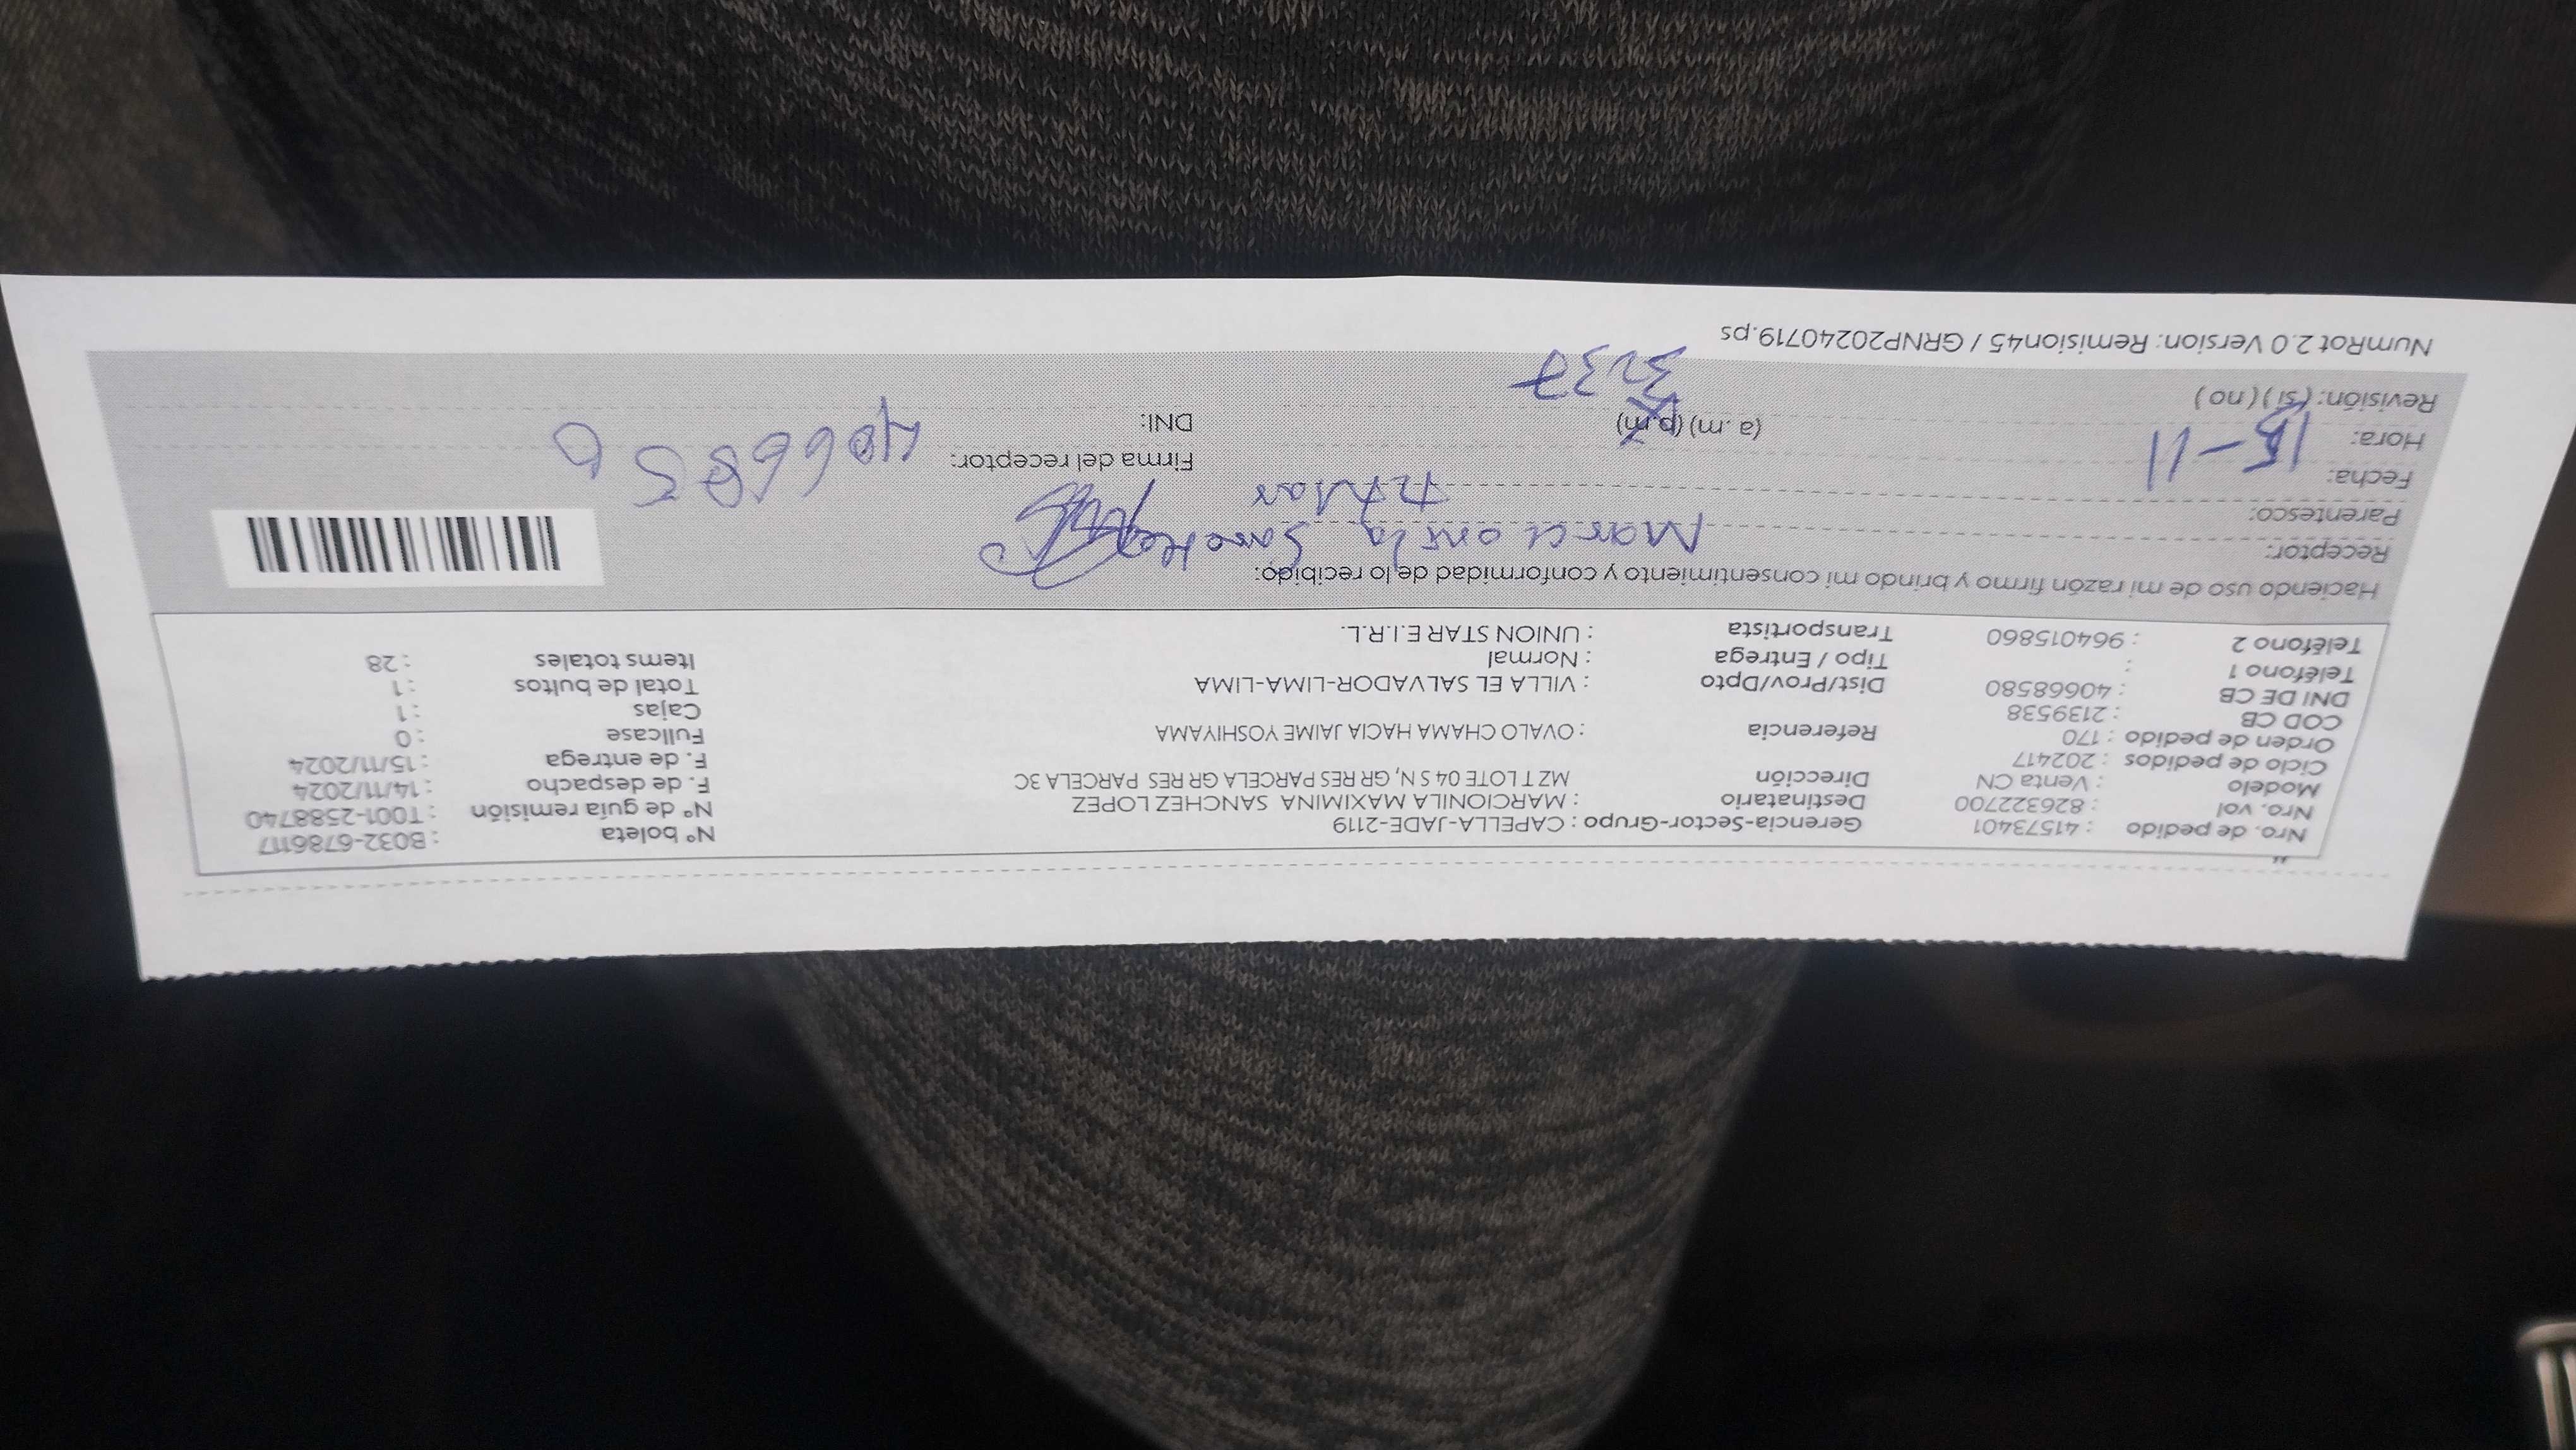 Nro. de pedido : 41573401 Gerencia-Sector-Grupo : CAPELLA-JADE-2119 N° boleta : B032-6786117
Nro. vol : 826322700 Destinatario : MARCIONILA MAXIMINA SANCHEZ LOPEZ N° de guía remisión : T001-2588740
Modelo : Venta CN Dirección MZ T LOTE 04 S N, GR RES PARCELA GR RES PARCELA 3C F. de despacho : 14/11/2024
Ciclo de pedidos : 202417 F. de entrega : 15/11/2024
Orden de pedido : 170 Referencia : OVALO CHAMA HACIA JAIME YOSHIYAMA Fullcase : 0
COD CB : 2139538 Cajas : 1
DNI DE CB : 40668580 Dist/Prov/Dpto : VILLA EL SALVADOR-LIMA-LIMA Total de bultos : 1
Teléfono 1 : Tipo / Entrega : Normal Items totales : 28
Teléfono 2 : 964015860 Transportista : UNION STAR E.I.R.L.
Haciendo uso de mi razón firmo y brindo mi consentimiento y conformidad de lo recibido:
Receptor: Marcionila Sanchez
Parentesco:
Fecha: 15-11 Firma del receptor:
Hora: (a.m) (p.m) DNI:
Revisión: (si) (no) 3237
NumRot 2.0 Version: Remision45 / GRNP20240719.ps